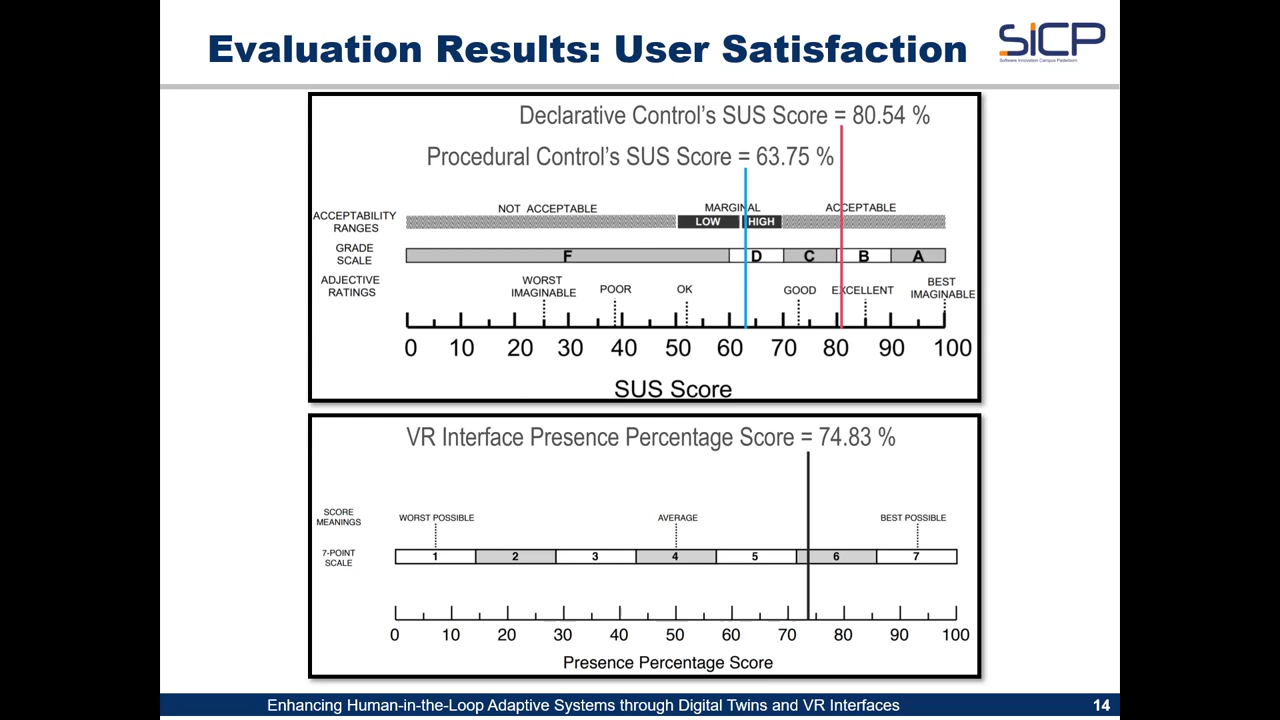 Evaluation Results: User Satisfaction
SICP
Software Innovation Campus Paderborn
Declarative Control's SUS Score = 80.54 %
Procedural Control's SUS Score = 63.75 %
ACCEPTABILITY RANGES
NOT ACCEPTABLE
MARGINAL
ACCEPTABLE
LOW
HIGH
GRADE SCALE
F
D
C
B
A
ADJECTIVE RATINGS
WORST IMAGINABLE
POOR
OK
GOOD
EXCELLENT
BEST IMAGINABLE
0 10 20 30 40 50 60 70 80 90 100
SUS Score
VR Interface Presence Percentage Score = 74.83 %
SCORE MEANINGS
WORST POSSIBLE
AVERAGE
BEST POSSIBLE
7-POINT SCALE
1 2 3 4 5 6 7
0 10 20 30 40 50 60 70 80 90 100
Presence Percentage Score
Enhancing Human-in-the-Loop Adaptive Systems through Digital Twins and VR Interfaces
14